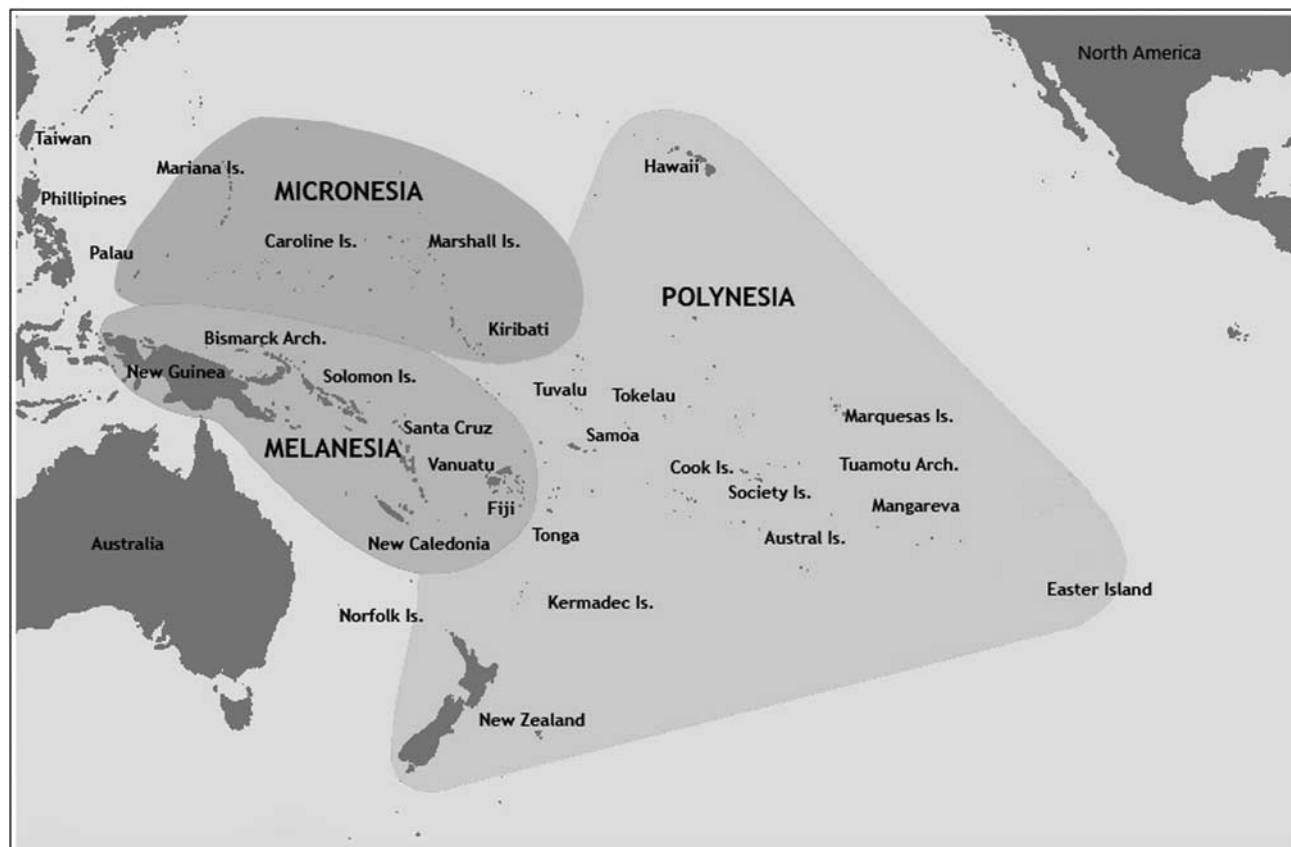 North America
Taiwan
Mariana Is.
Hawaii
MICRONESIA
Phillipines
Caroline Is.
Marshall Is.
Palau
POLYNESIA
Kiribati
Bismarck Arch.
New Guinea
Solomon Is.
Tuvalu
Tokelau
Marquesas Is.
Santa Cruz
Samoa
MELANESIA
Vanuatu
Cook Is.
Tuamotu Arch.
Society Is.
Fiji
Mangareva
Tonga
Austral Is.
Australia
New Caledonia
Easter Island
Kermadec Is.
Norfolk Is.
New Zealand